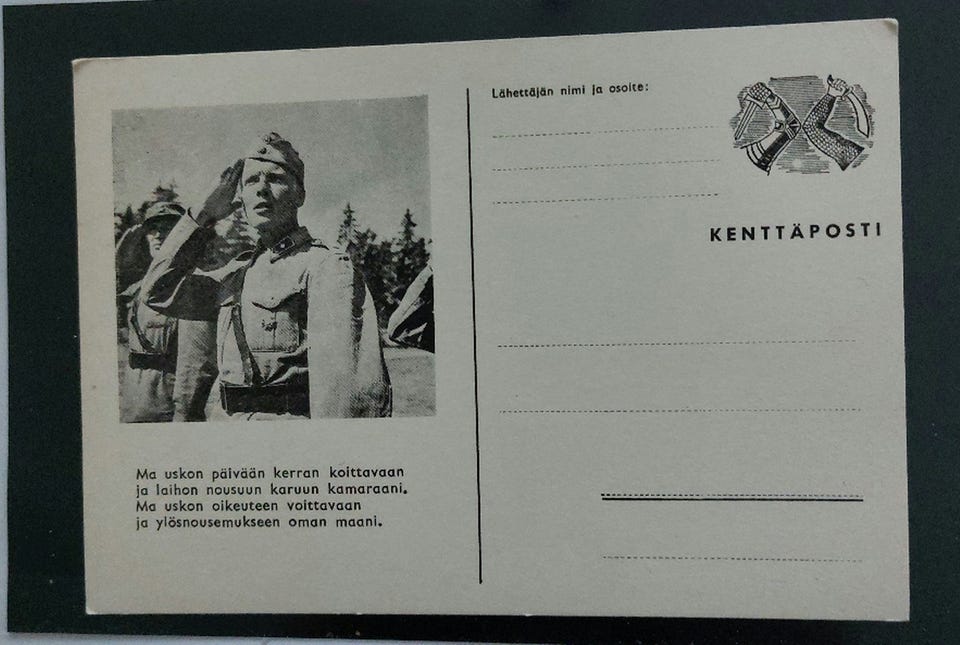 Lähettäjän nimi ja osoite:
KENTTÄPOSTI
Ma uskon päivään kerran koittavaan
ja laihon nousuun karuun kamaraani.
Ma uskon oikeuteen voittavaan
ja ylösnousemukseen oman maani.